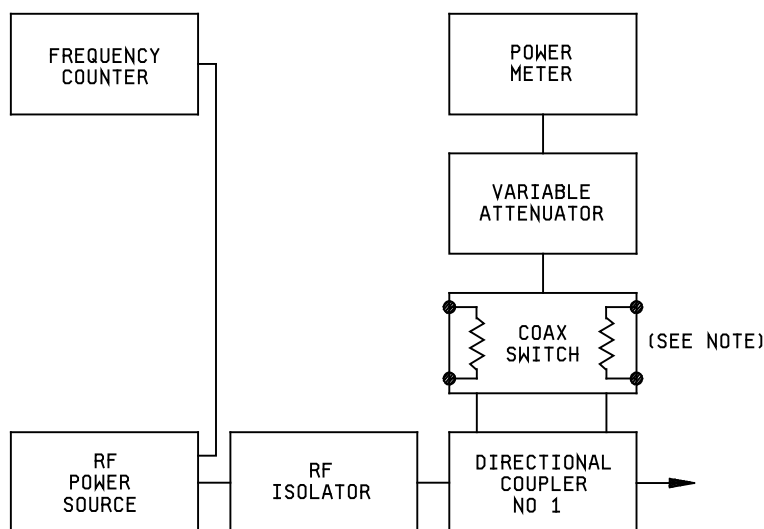 FREQUENCY
COUNTER
POWER
METER
VARIABLE
ATTENUATOR
COAX
SWITCH
(SEE NOTE)
RF
POWER
SOURCE
RF
ISOLATOR
DIRECTIONAL
COUPLER
NO 1